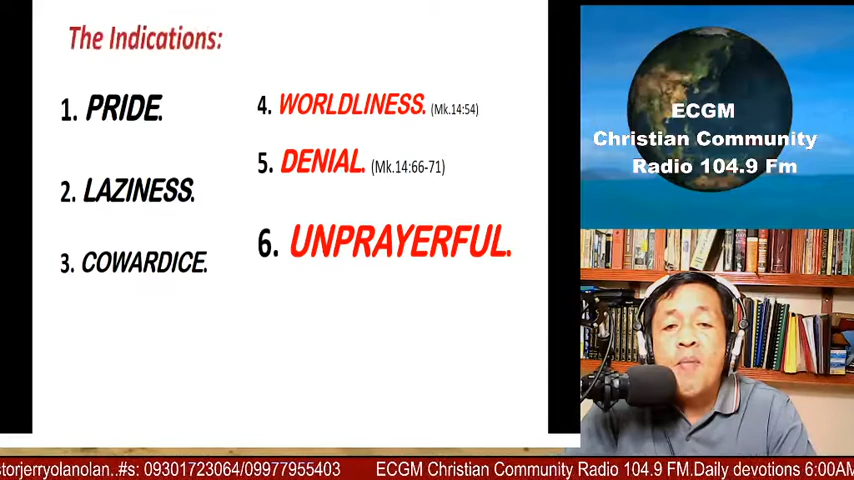 The Indications:
1. PRIDE.
2. LAZINESS.
3. COWARDICE.
4. WORLDLINESS. (Mk.14:54)
5. DENIAL. (Mk.14:66-71)
6. UNPRAYERFUL.
ECGM
Christian Community
Radio 104.9 Fm
storjerryolanolan..#s: 09301723064/09977955403 ECGM Christian Community Radio 104.9 FM.Daily devotions 6:00AM